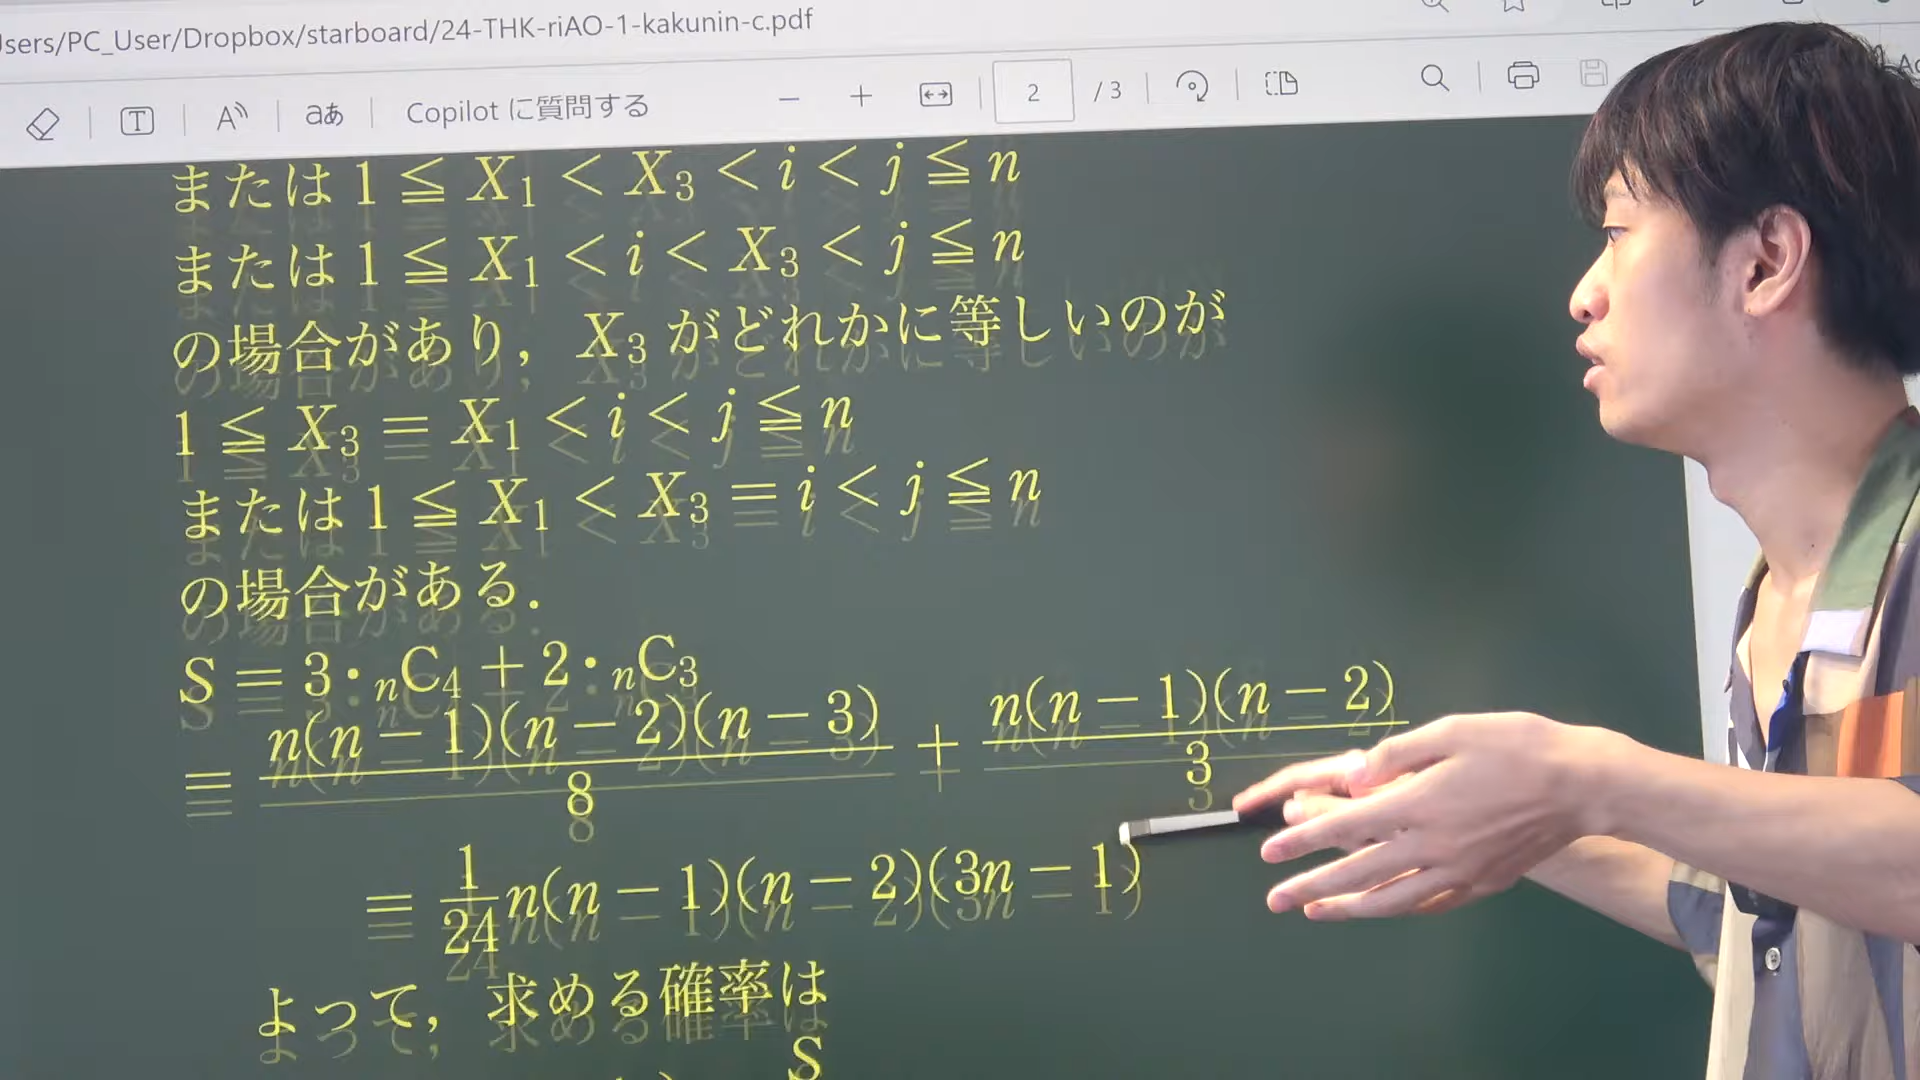 sers/PC_User/Dropbox/starboard/24-THK-riAO-1-kakunin-c.pdf
T A aあ Copilot に質問する − + 2 / 3
または 1 ≦ X₁ < X₃ < i < j ≦ n
または 1 ≦ X₁ < i < X₃ < j ≦ n
の場合があり，X₃ がどれかに等しいのが
1 ≦ X₃ = X₁ < i < j ≦ n
または 1 ≦ X₁ < X₃ = i < j ≦ n
の場合がある．
S = 3・ₙC₄ + 2・ₙC₃
= n(n − 1)(n − 2)(n − 3)/8 + n(n − 1)(n − 2)/3
= 1/24 n(n − 1)(n − 2)(3n − 1)
よって，求める確率は
S